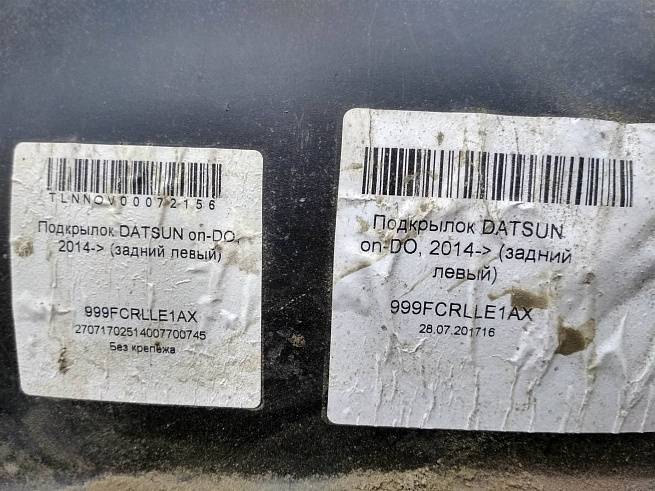 TLNNOV00072156
Подкрылок DATSUN on-DO,
2014-> (задний левый)
999FCRLLE1AX
27071702514007700745
Без крепежа
Подкрылок DATSUN
on-DO, 2014-> (задний
левый)
999FCRLLE1AX
28.07.201716